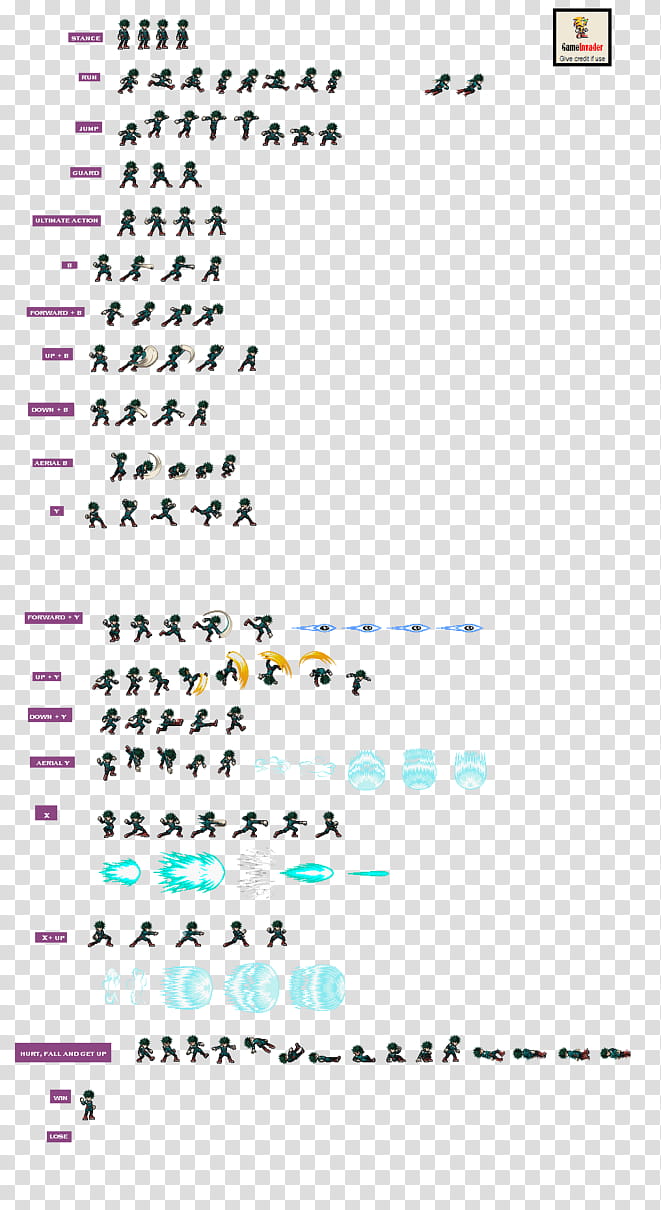 STANCE
GameInvader
Give credit if use
RUN
JUMP
GUARD
ULTIMATE ACTION
B
FORWARD + B
UP + B
DOWN + B
AERIAL B
Y
FORWARD + Y
UP + Y
DOWN + Y
AERIAL Y
X
X + UP
HURT, FALL AND GET UP
WIN
LOSE